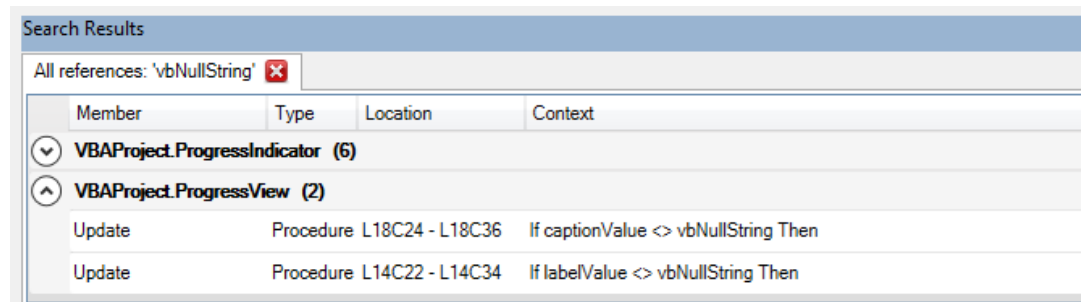 Search Results
All references: 'vbNullString'
Member Type Location Context
VBAProject.ProgressIndicator (6)
VBAProject.ProgressView (2)
Update Procedure L18C24 - L18C36 If captionValue <> vbNullString Then
Update Procedure L14C22 - L14C34 If labelValue <> vbNullString Then